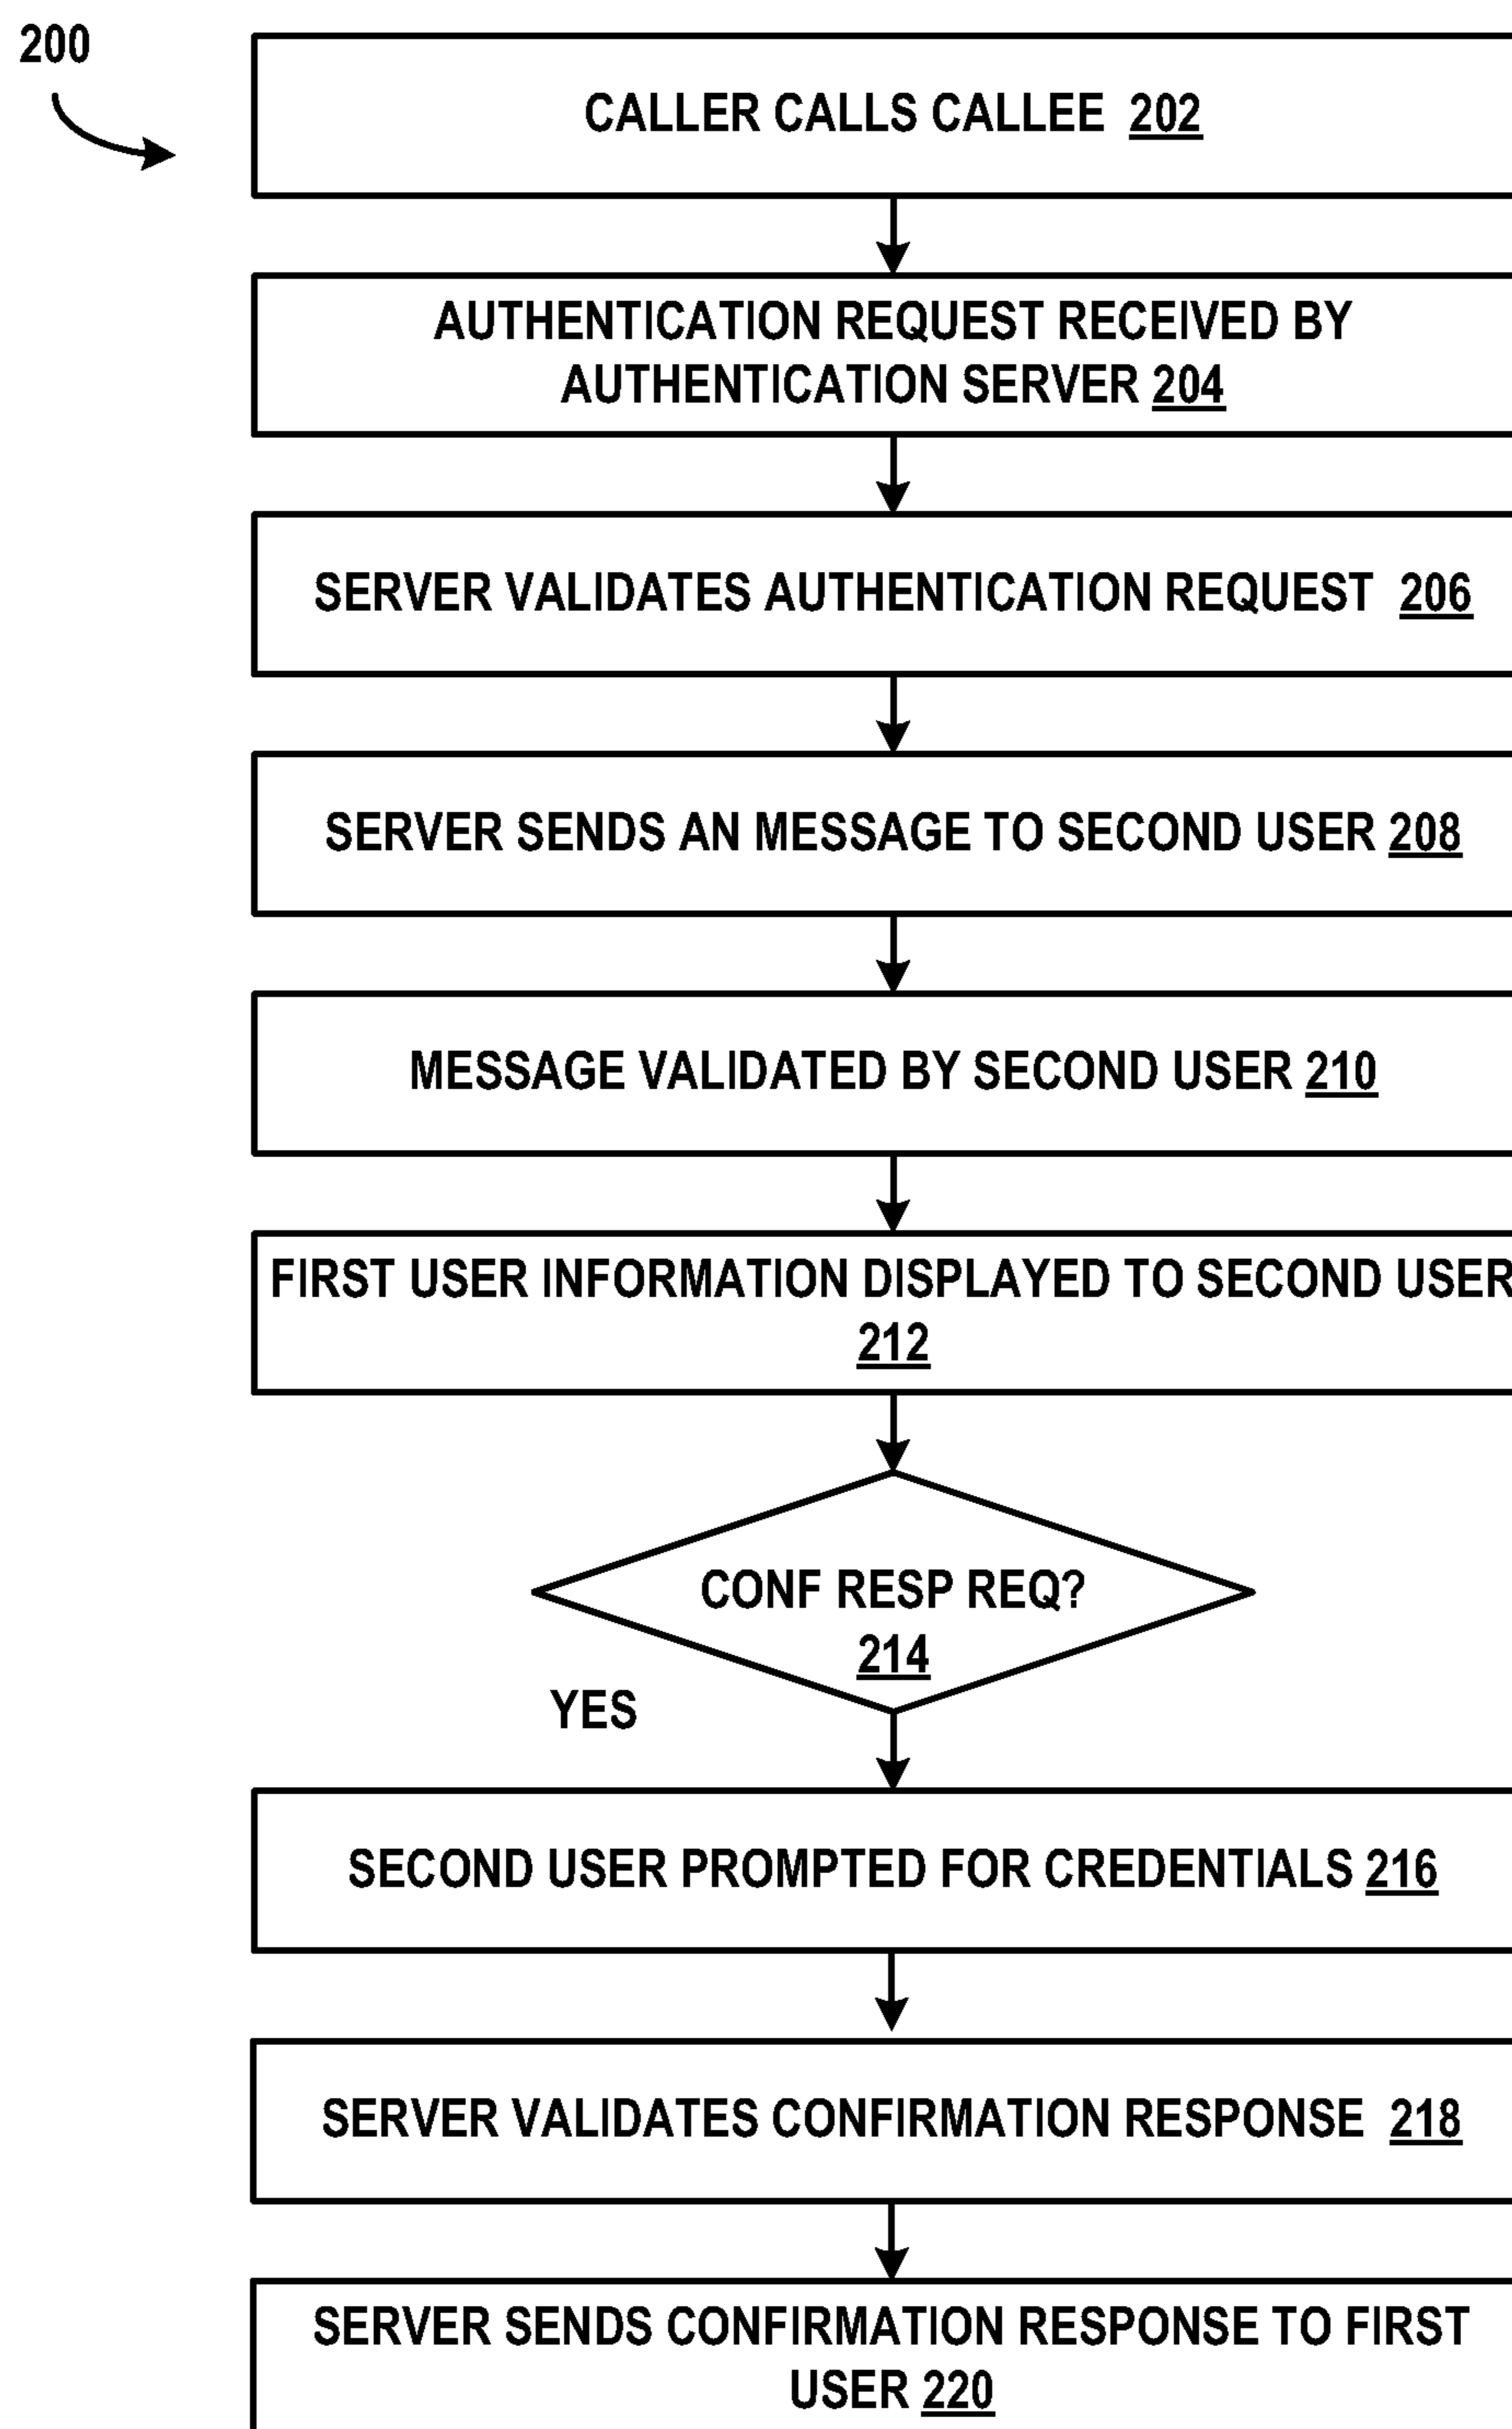 200
CALLER CALLS CALLEE 202
AUTHENTICATION REQUEST RECEIVED BY
AUTHENTICATION SERVER 204
SERVER VALIDATES AUTHENTICATION REQUEST 206
SERVER SENDS AN MESSAGE TO SECOND USER 208
MESSAGE VALIDATED BY SECOND USER 210
FIRST USER INFORMATION DISPLAYED TO SECOND USER
212
CONF RESP REQ?
214
YES
SECOND USER PROMPTED FOR CREDENTIALS 216
SERVER VALIDATES CONFIRMATION RESPONSE 218
SERVER SENDS CONFIRMATION RESPONSE TO FIRST
USER 220